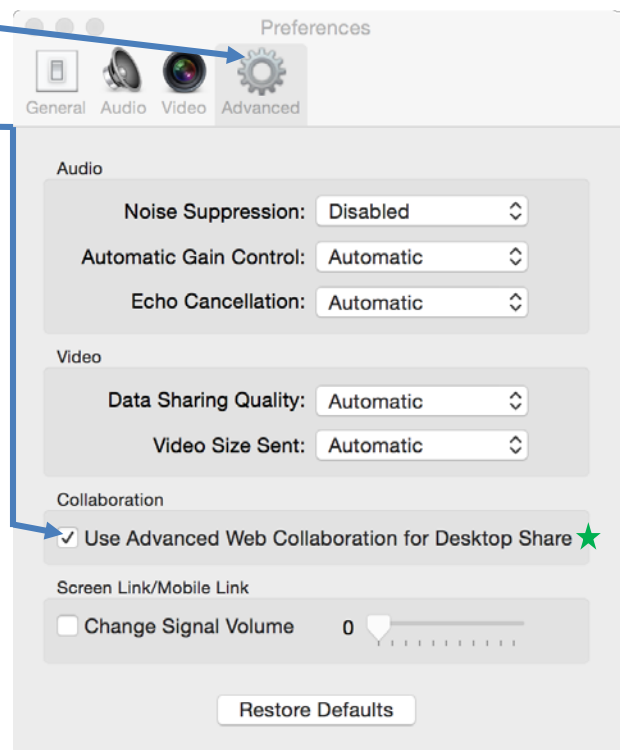 Preferences
General Audio Video Advanced
Audio
Noise Suppression: Disabled
Automatic Gain Control: Automatic
Echo Cancellation: Automatic
Video
Data Sharing Quality: Automatic
Video Size Sent: Automatic
Collaboration
Use Advanced Web Collaboration for Desktop Share
Screen Link/Mobile Link
Change Signal Volume 0
Restore Defaults